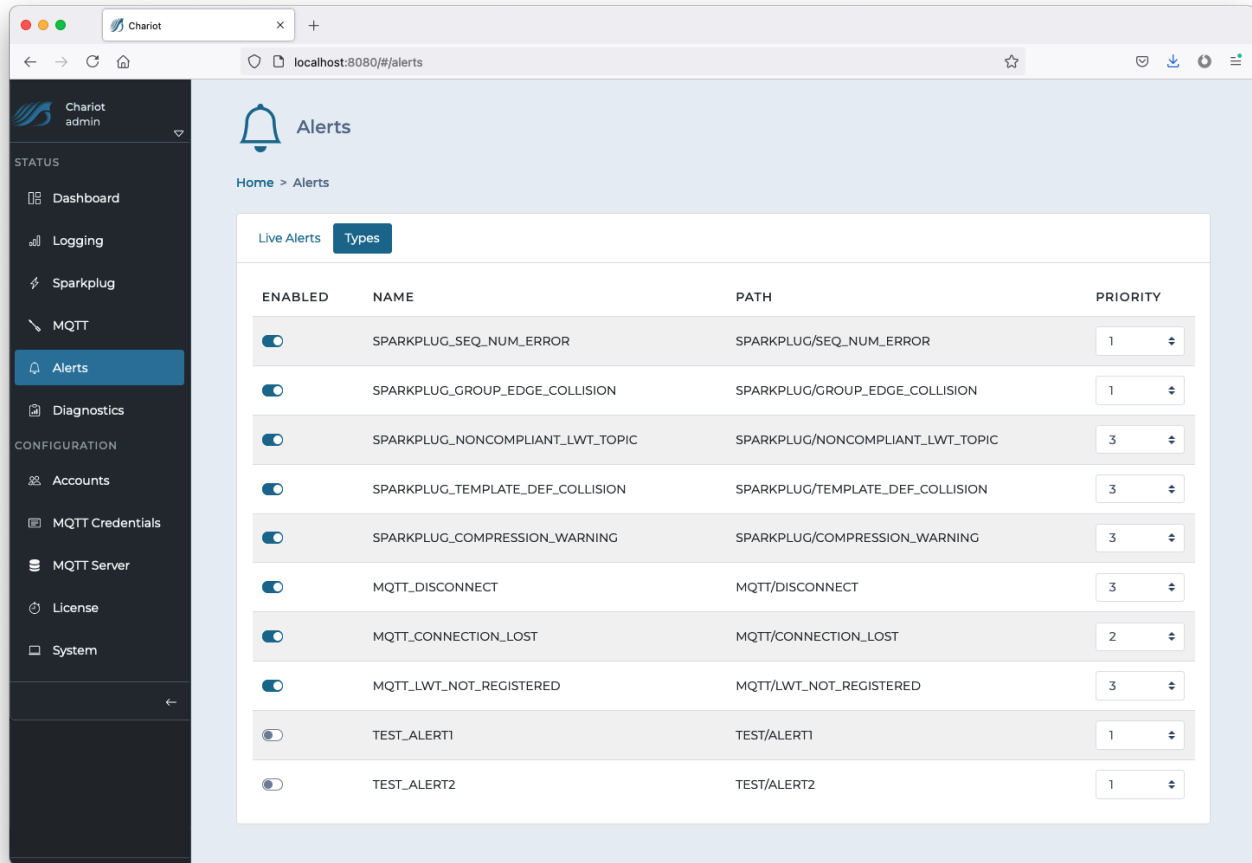 Chariot
localhost:8080/#/alerts
Chariot
admin
STATUS
Dashboard
Logging
Sparkplug
MQTT
Alerts
Diagnostics
CONFIGURATION
Accounts
MQTT Credentials
MQTT Server
License
System
Alerts
Home > Alerts
Live Alerts Types
ENABLED NAME PATH PRIORITY
SPARKPLUG_SEQ_NUM_ERROR SPARKPLUG/SEQ_NUM_ERROR 1
SPARKPLUG_GROUP_EDGE_COLLISION SPARKPLUG/GROUP_EDGE_COLLISION 1
SPARKPLUG_NONCOMPLIANT_LWT_TOPIC SPARKPLUG/NONCOMPLIANT_LWT_TOPIC 3
SPARKPLUG_TEMPLATE_DEF_COLLISION SPARKPLUG/TEMPLATE_DEF_COLLISION 3
SPARKPLUG_COMPRESSION_WARNING SPARKPLUG/COMPRESSION_WARNING 3
MQTT_DISCONNECT MQTT/DISCONNECT 3
MQTT_CONNECTION_LOST MQTT/CONNECTION_LOST 2
MQTT_LWT_NOT_REGISTERED MQTT/LWT_NOT_REGISTERED 3
TEST_ALERT1 TEST/ALERT1 1
TEST_ALERT2 TEST/ALERT2 1